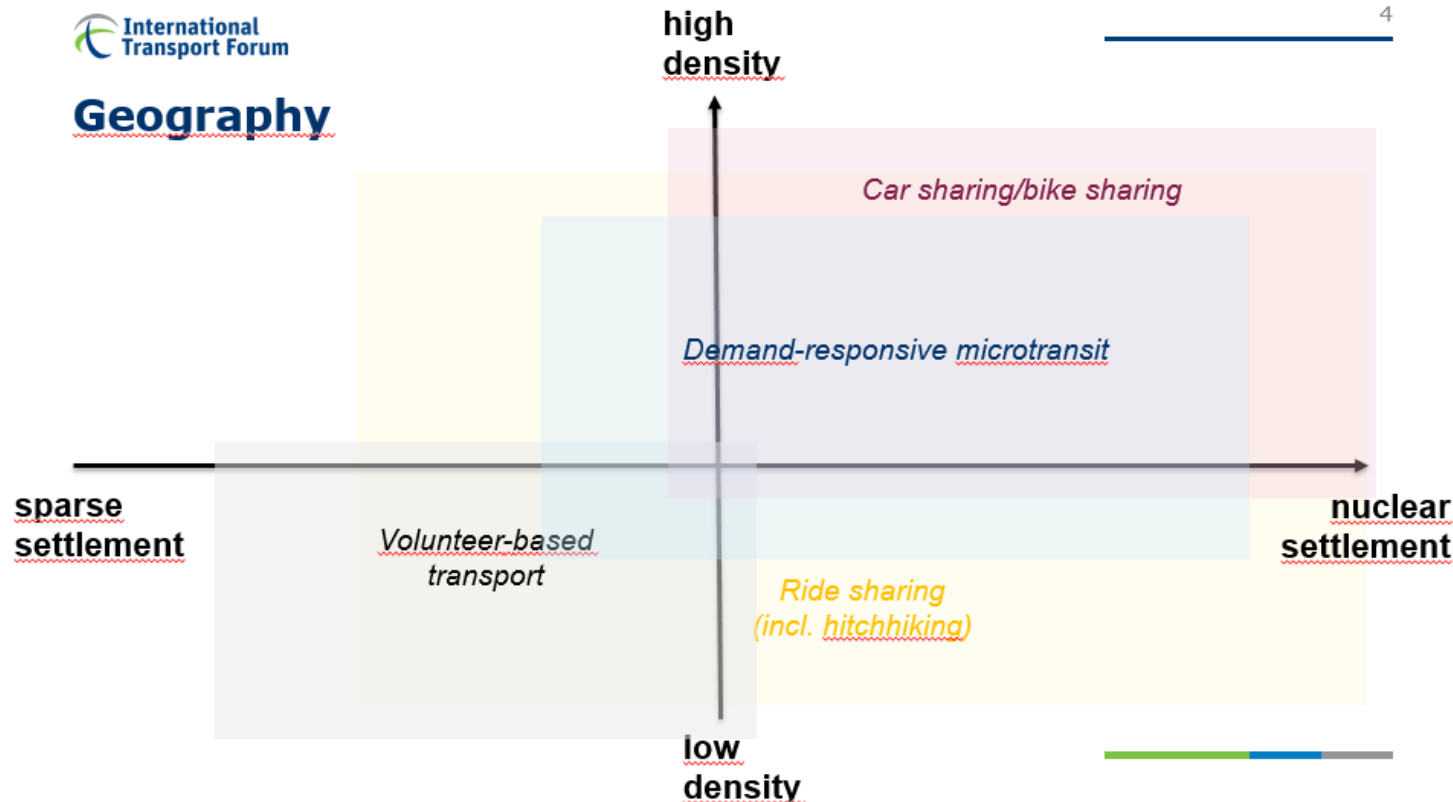 International
Transport Forum
4
Geography
high
density
Car sharing/bike sharing
Demand-responsive microtransit
sparse
settlement
nuclear
settlement
Volunteer-based
transport
Ride sharing
(incl. hitchhiking)
low
density